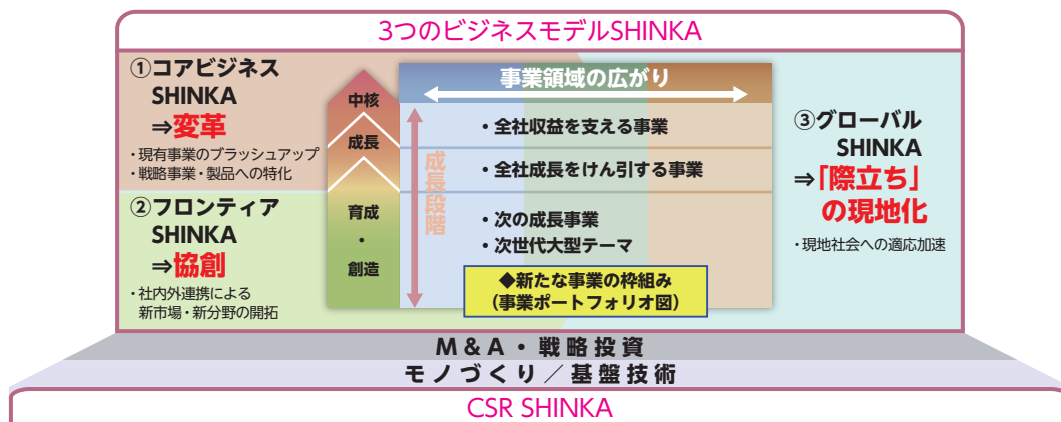 3つのビジネスモデルSHINKA
①コアビジネス
SHINKA
⇒変革
・現有事業のブラッシュアップ
・戦略事業・製品への特化
②フロンティア
SHINKA
⇒協創
・社内外連携による
新市場・新分野の開拓
中核
成長
育成
・
創造
事業領域の広がり
成長段階
・全社収益を支える事業
・全社成長をけん引する事業
・次の成長事業
・次世代大型テーマ
◆新たな事業の枠組み
(事業ポートフォリオ図)
③グローバル
SHINKA
⇒「際立ち」
の現地化
・現地社会への適応加速
M&A・戦略投資
モノづくり／基盤技術
CSR SHINKA